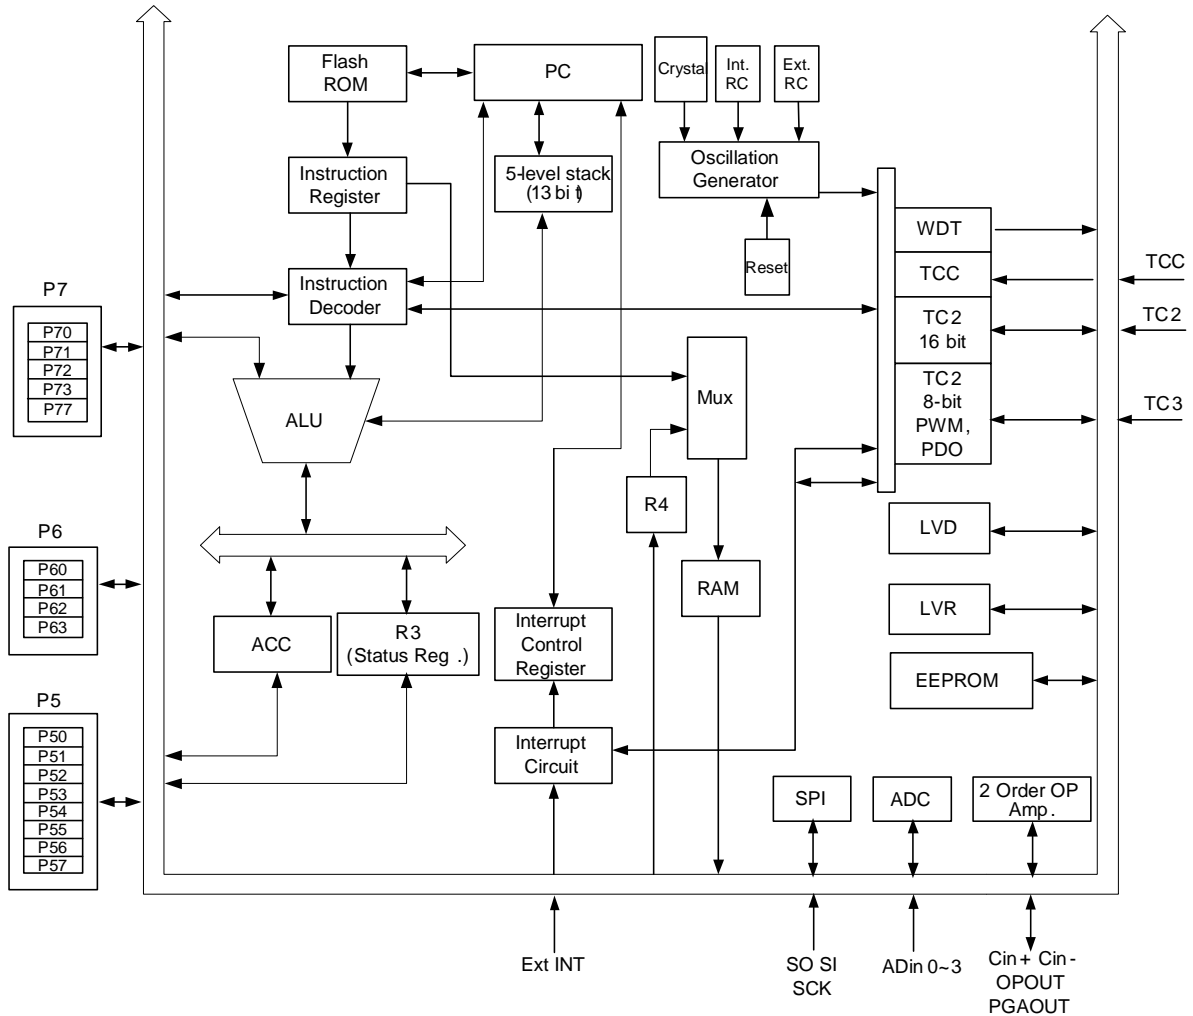 Flash
ROM
PC
Crystal
Int.
RC
Ext.
RC
Instruction
Register
5-level stack
(13 bit)
Oscillation
Generator
Reset
Instruction
Decoder
WDT
TCC
TC2
16 bit
TC2
8-bit
PWM,
PDO
TCC
TC2
TC3
P7
P70
P71
P72
P73
P77
ALU
Mux
R4
RAM
LVD
LVR
EEPROM
P6
P60
P61
P62
P63
ACC
R3
(Status Reg.)
Interrupt
Control
Register
Interrupt
Circuit
P5
P50
P51
P52
P53
P54
P55
P56
P57
SPI
ADC
2 Order OP
Amp.
Ext INT
SO SI
SCK
ADin 0~3
Cin+ Cin-
OPOUT
PGAOUT